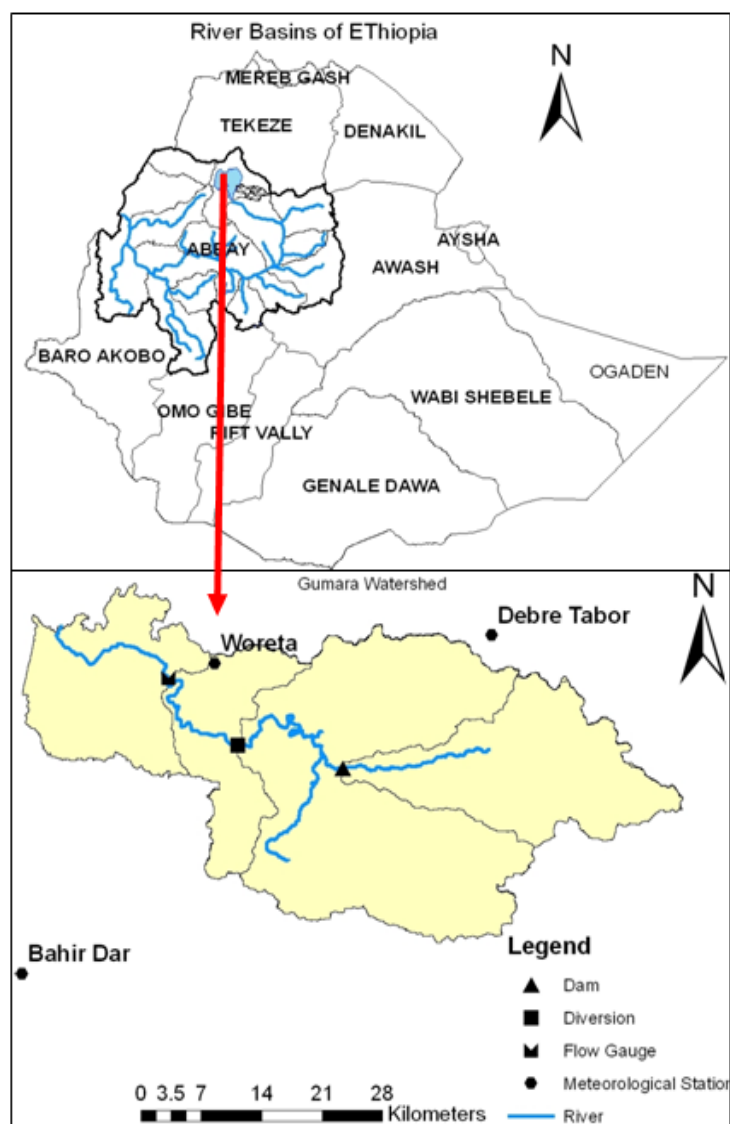 River Basins of EThiopia
N
MEREB GASH
TEKEZE
DENAKIL
ABBAY
AYSHA
AWASH
BARO AKOBO
OGADEN
WABI SHEBELE
OMO GIBE
RIFT VALLY
GENALE DAWA
Gumara Watershed
N
Debre Tabor
Woreta
Bahir Dar
Legend
Dam
Diversion
Flow Gauge
Meteorological Station
River
0 3.5 7 14 21 28
Kilometers